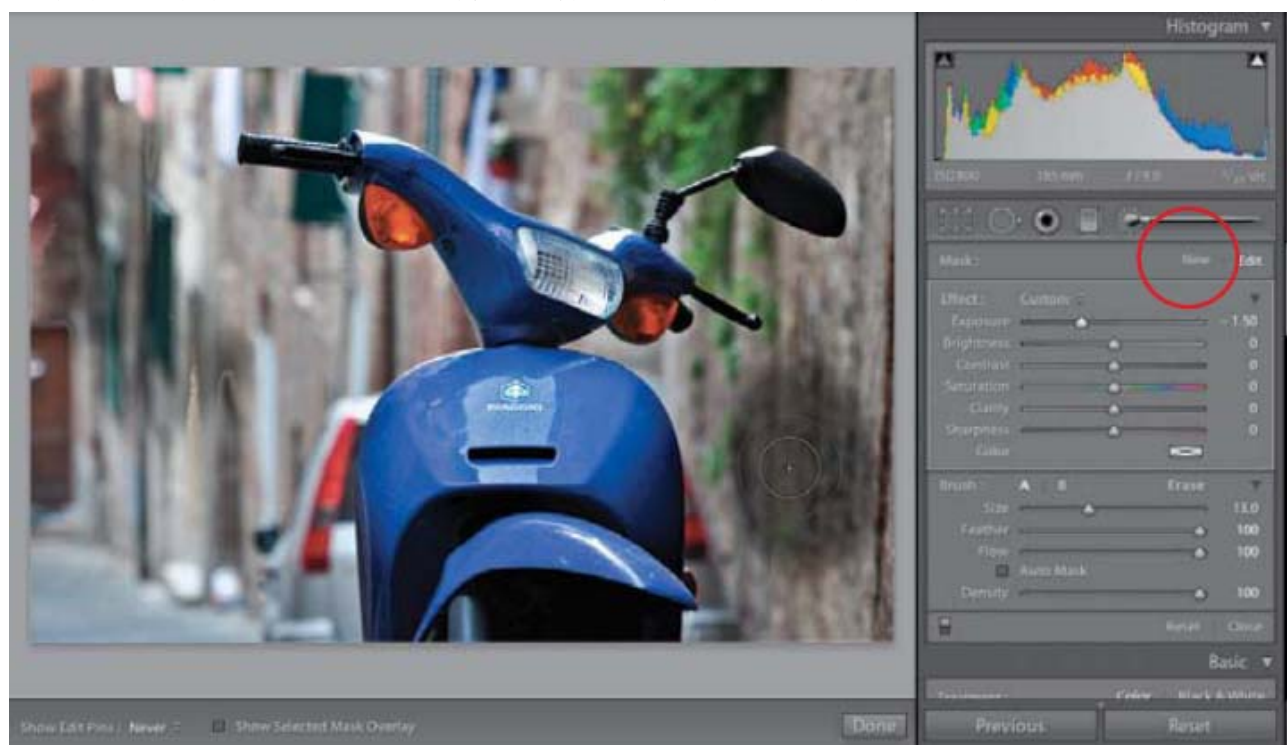 Histogram
ISO 800 185 mm f / 9.0
Mask : New Edit
Effect : Custom
Exposure - 1.50
Brightness 0
Contrast 0
Saturation 0
Clarity 0
Sharpness 0
Color
Brush : A B Erase
Size 13.0
Feather 100
Flow 100
Auto Mask
Density 100
Reset Close
Basic
Treatment : Color Black & White
Previous Reset
PIAGGIO
Show Edit Pins : Never Show Selected Mask Overlay Done